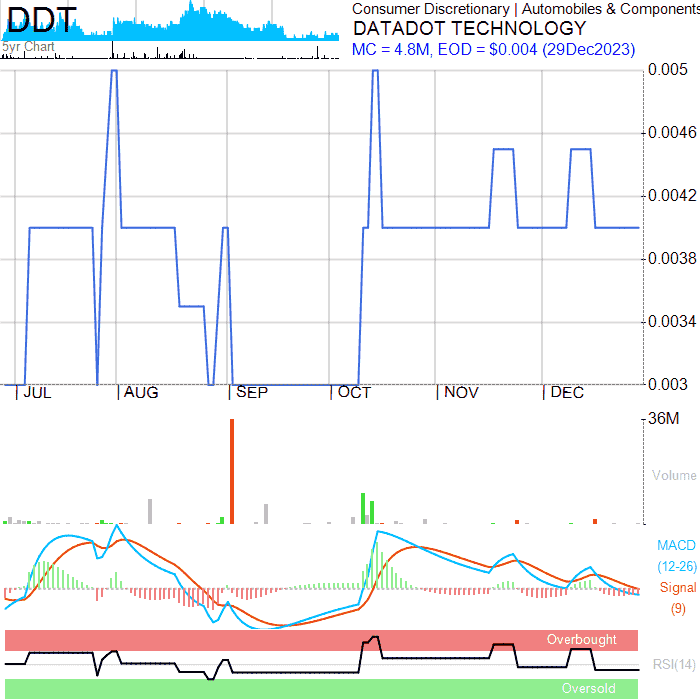 DDT
5yr Chart
Consumer Discretionary | Automobiles & Components
DATADOT TECHNOLOGY
MC = 4.8M, EOD = $0.004 (29Dec2023)
0.005
0.0046
0.0042
0.0038
0.0034
0.003
JUL AUG SEP OCT NOV DEC
36M
Volume
MACD
(12-26)
Signal
(9)
Overbought
RSI(14)
Oversold